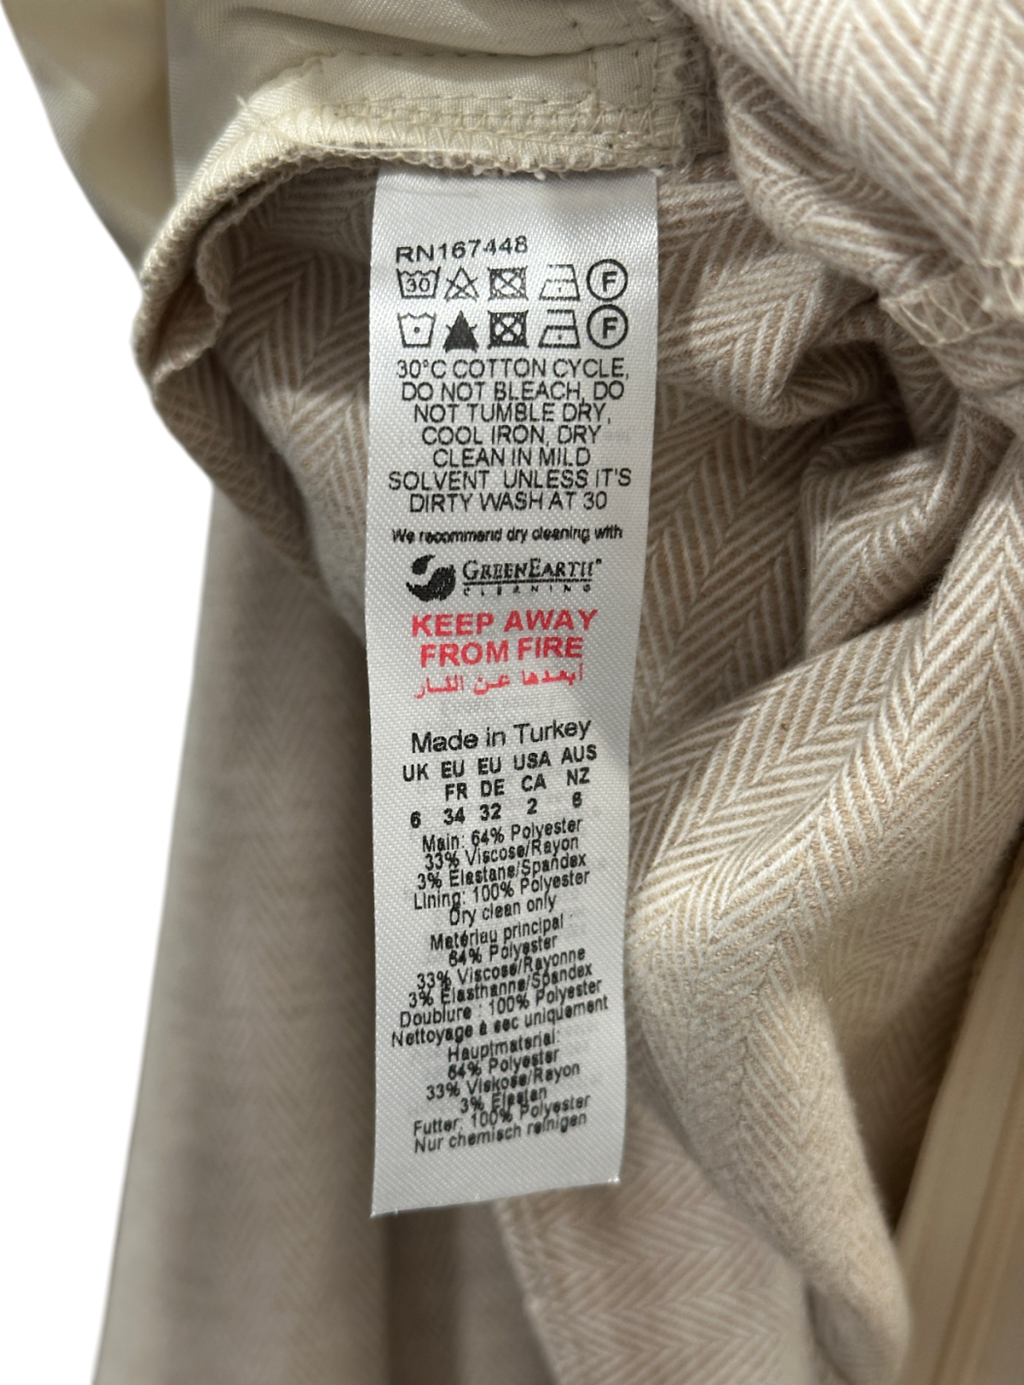 RN167448
30
F
F
30°C COTTON CYCLE,
DO NOT BLEACH, DO
NOT TUMBLE DRY,
COOL IRON, DRY
CLEAN IN MILD
SOLVENT UNLESS IT'S
DIRTY WASH AT 30
We recommend dry cleaning with
GREENEARTH®
CLEANING
KEEP AWAY
FROM FIRE
أبعدها عن النار
Made in Turkey
UK EU EU USA AUS
FR DE CA NZ
6 34 32 2 6
Main: 64% Polyester
33% Viscose/Rayon
3% Elastane/Spandex
Lining: 100% Polyester
Dry clean only
Matériau principal :
64% Polyester
33% Viscose/Rayonne
3% Elasthanne/Spandex
Doublure : 100% Polyester
Nettoyage à sec uniquement
Hauptmaterial:
64% Polyester
33% Viskose/Rayon
3% Elastan
Futter: 100% Polyester
Nur chemisch reinigen